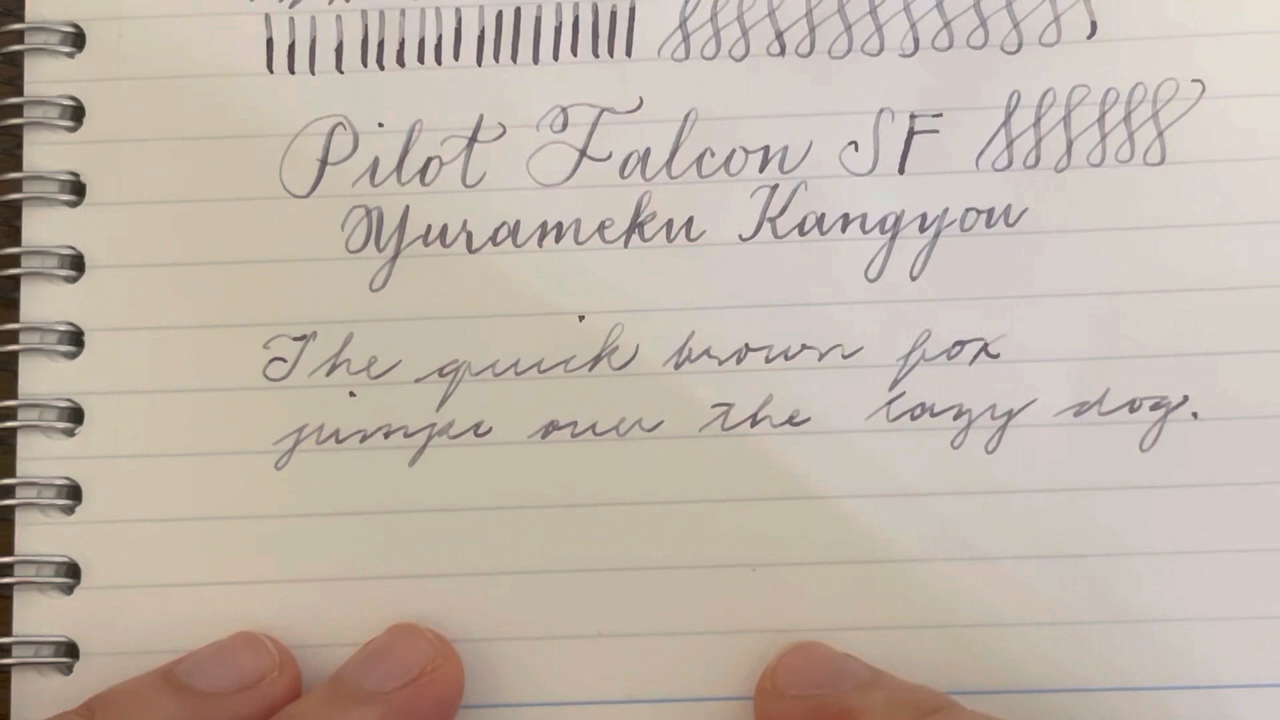 Pilot Falcon SF
Yurameku Kangyou
The quick brown fox
jumps over the lazy dog.